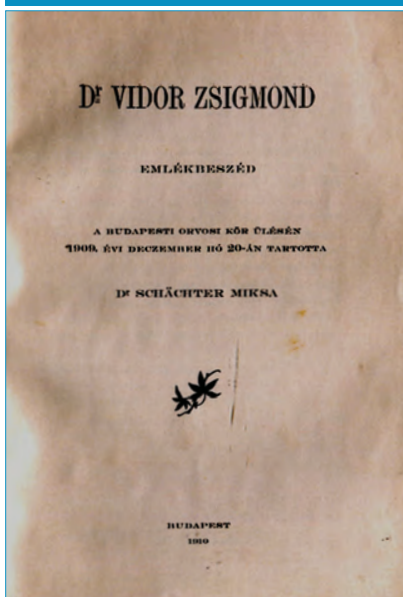 Dr VIDOR ZSIGMOND
EMLÉKBESZÉD
A BUDAPESTI ORVOSI KÖR ÜLÉSÉN
1909. ÉVI DECZEMBER HÓ 20-ÁN TARTOTTA
Dr SCHÄCHTER MIKSA
BUDAPEST
1910